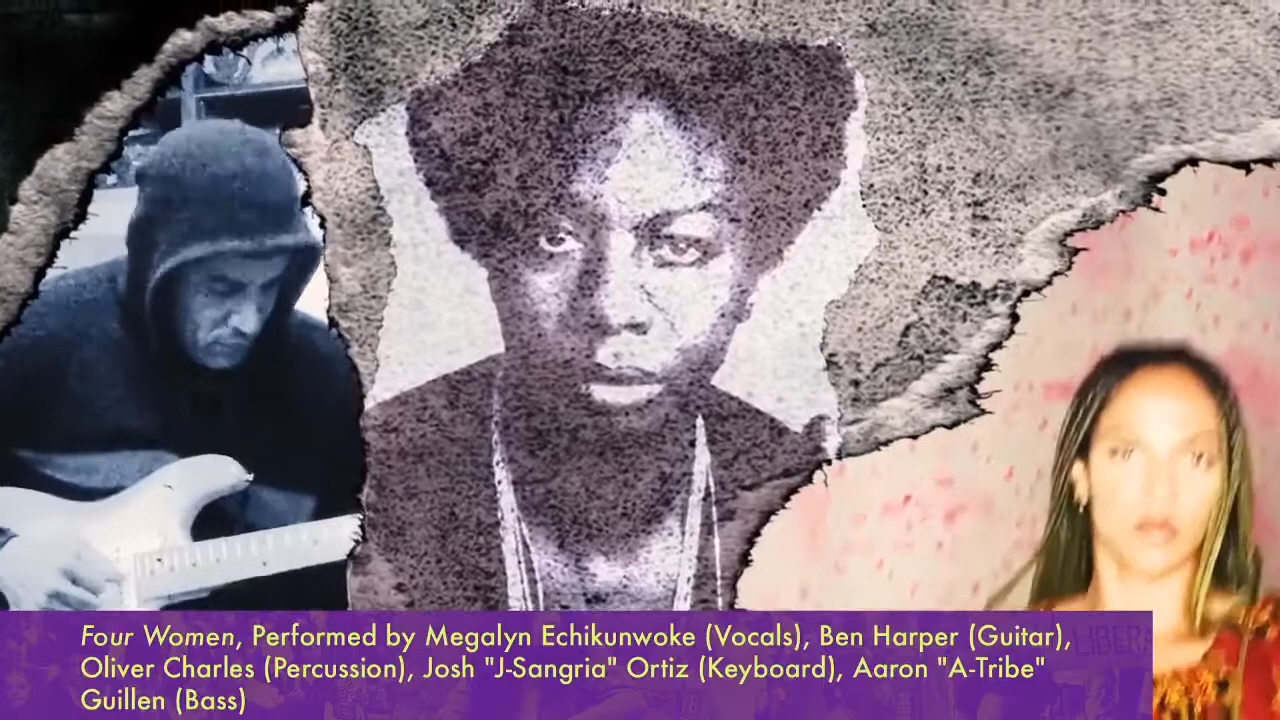 Four Women, Performed by Megalyn Echikunwoke (Vocals), Ben Harper (Guitar),
Oliver Charles (Percussion), Josh "J-Sangria" Ortiz (Keyboard), Aaron "A-Tribe"
Guillen (Bass)